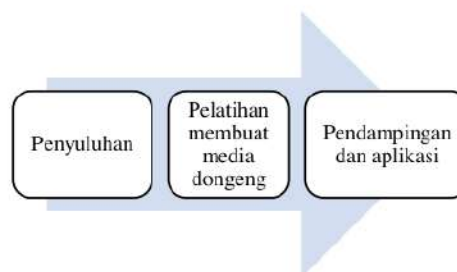 Penyuluhan
Pelatihan
membuat
media
dongeng
Pendampingan
dan aplikasi